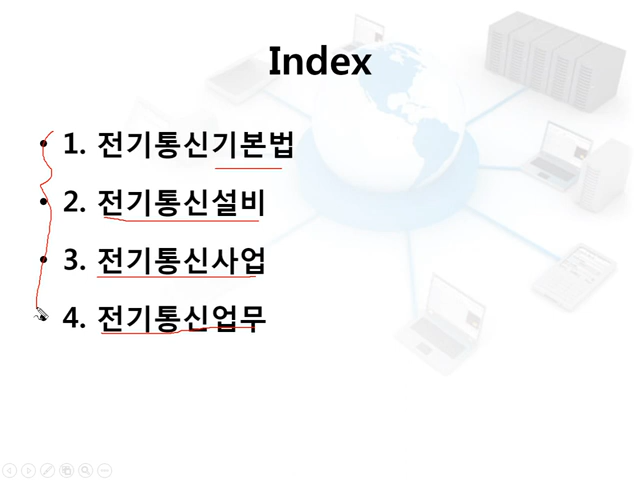 Index
• 1. 전기통신기본법
• 2. 전기통신설비
• 3. 전기통신사업
4. 전기통신업무